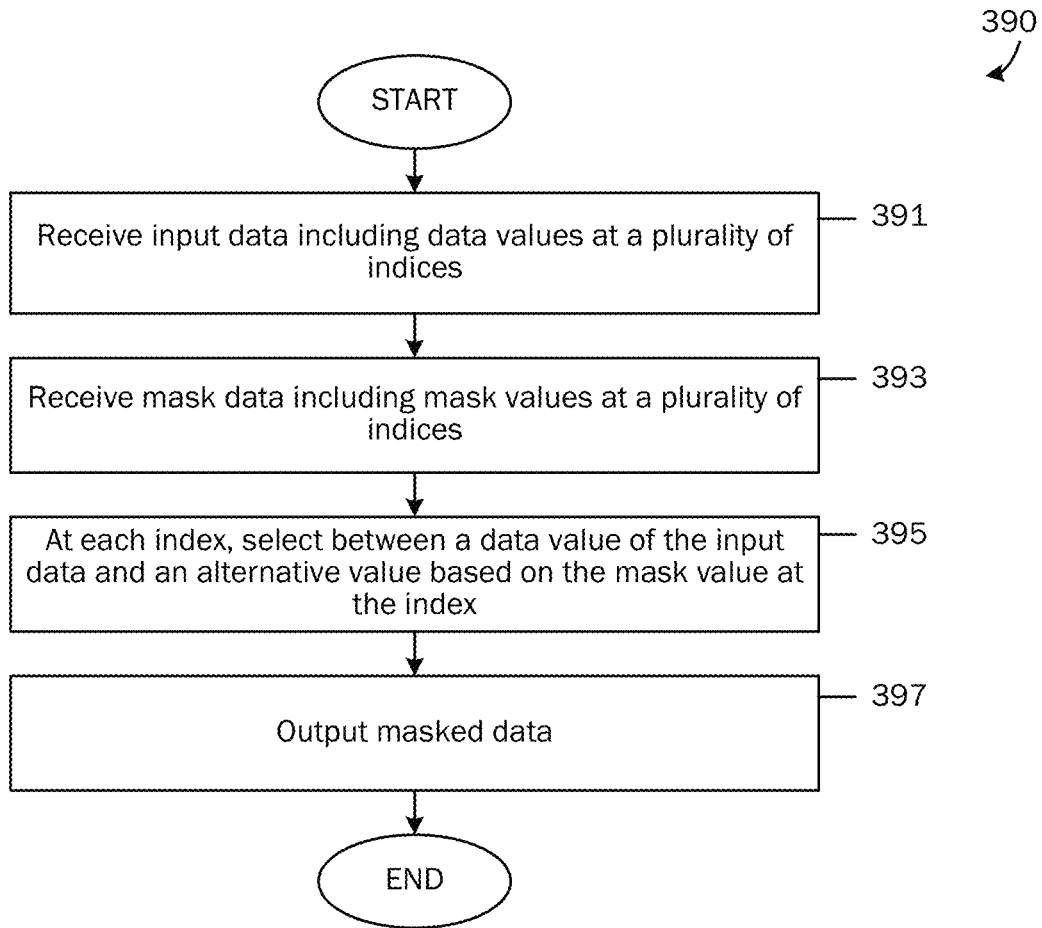 390
START
Receive input data including data values at a plurality of
indices
391
Receive mask data including mask values at a plurality of
indices
393
At each index, select between a data value of the input
data and an alternative value based on the mask value at
the index
395
Output masked data
397
END